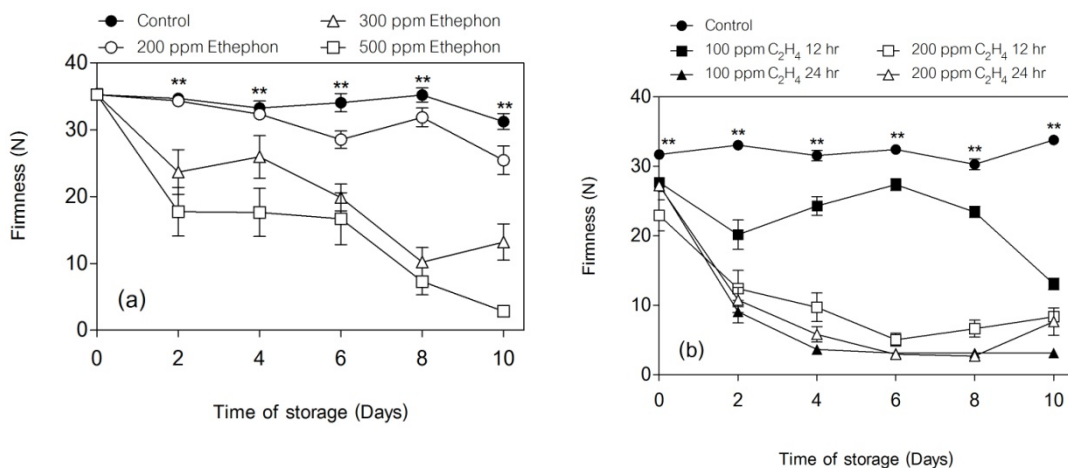 Control
300 ppm Ethephon
200 ppm Ethephon
500 ppm Ethephon
40
30
20
10
0
Firmness (N)
**
**
**
**
**
(a)
0 2 4 6 8 10
Time of storage (Days)
Control
100 ppm C₂H₄ 12 hr
200 ppm C₂H₄ 12 hr
100 ppm C₂H₄ 24 hr
200 ppm C₂H₄ 24 hr
40
30
20
10
0
Firmness (N)
**
**
**
**
**
**
(b)
0 2 4 6 8 10
Time of storage (Days)